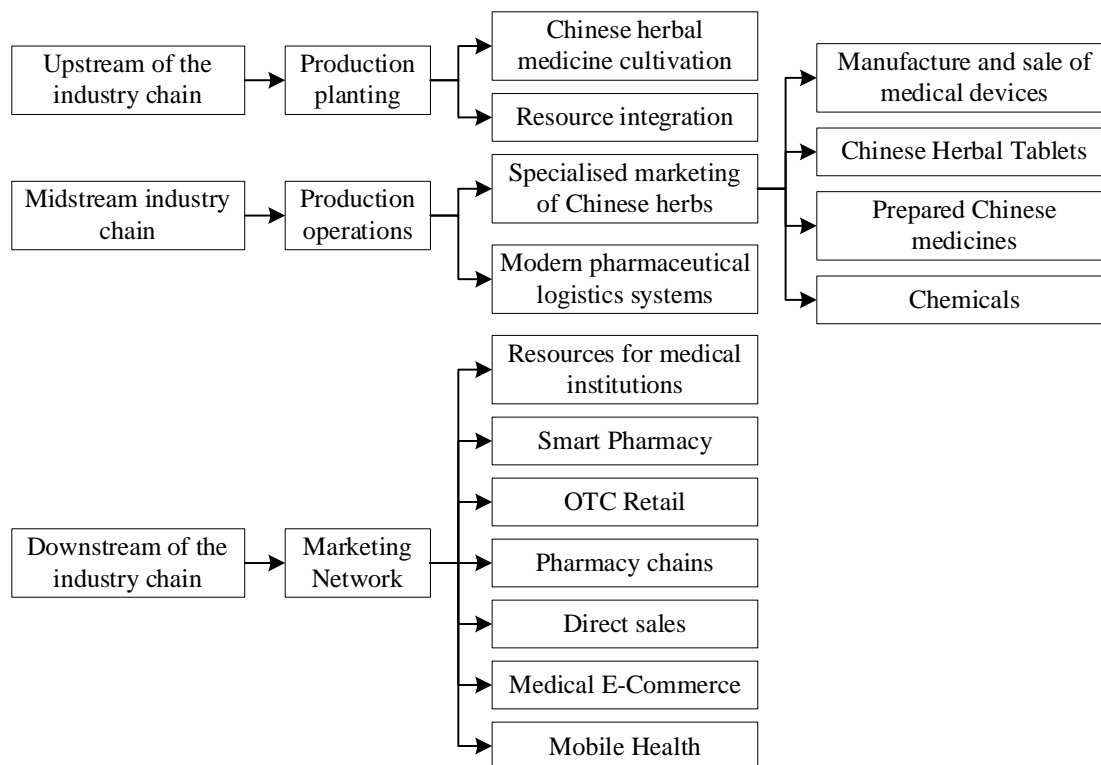 Upstream of the
industry chain
Production
planting
Chinese herbal
medicine cultivation
Resource integration
Midstream industry
chain
Production
operations
Specialised marketing
of Chinese herbs
Modern pharmaceutical
logistics systems
Manufacture and sale of
medical devices
Chinese Herbal Tablets
Prepared Chinese
medicines
Chemicals
Downstream of the
industry chain
Marketing
Network
Resources for medical
institutions
Smart Pharmacy
OTC Retail
Pharmacy chains
Direct sales
Medical E-Commerce
Mobile Health